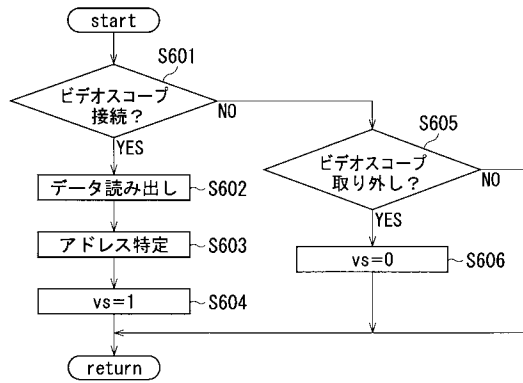 start
S601
ビデオスコープ
接続?
NO
YES
S605
ビデオスコープ
取り外し?
NO
YES
データ読み出し
S602
アドレス特定
S603
vs=0
S606
vs=1
S604
return